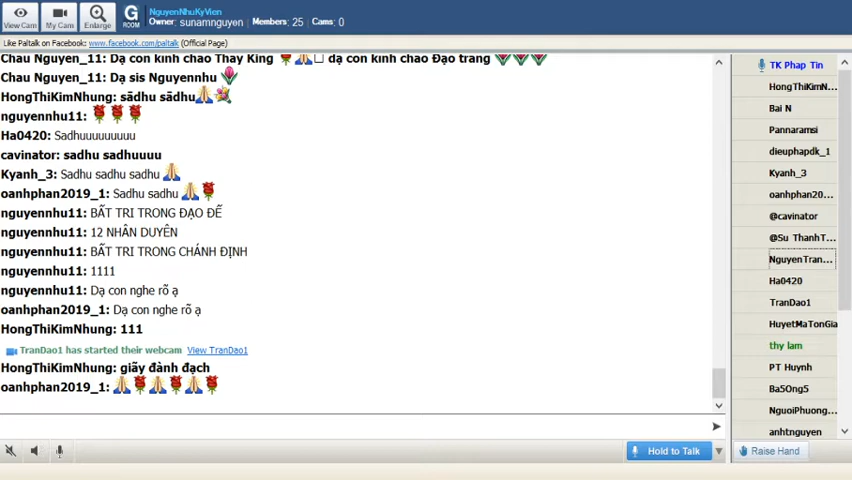 NguyenNhuKyVien
Owner: sunamnguyen Members: 25 Cams: 0
View Cam My Cam Enlarge G ROOM
Like Paltalk on Facebook: www.facebook.com/paltalk (Official Page)
Chau Nguyen_11: Dạ con kinh chào Thầy King dạ con kinh chào Đạo tràng
Chau Nguyen_11: Dạ sis Nguyennhu
HongThiKimNhung: sādhu sādhu
nguyennhu11:
Ha0420: Sadhuuuuuuuuu
cavinator: sadhu sadhuuuu
Kyanh_3: Sadhu sadhu sadhu
oanhphan2019_1: Sadhu sadhu
nguyennhu11: BẤT TRI TRONG ĐẠO ĐẾ
nguyennhu11: 12 NHÂN DUYÊN
nguyennhu11: BẤT TRI TRONG CHÁNH ĐỊNH
nguyennhu11: 1111
nguyennhu11: Dạ con nghe rõ ạ
oanhphan2019_1: Dạ con nghe rõ ạ
HongThiKimNhung: 111
TranDao1 has started their webcam View TranDao1
HongThiKimNhung: giãy đành đạch
oanhphan2019_1:
Hold to Talk
TK Phap Tin
HongThiKimN...
Bai N
Pannaramsi
dieuphapdk_1
Kyanh_3
oanhphan20...
@cavinator
@Su ThanhT...
NguyenTran...
Ha0420
TranDao1
HuyetMaTonGia
thy lam
PT Huynh
Ba5Ong5
NguoiPhuong...
anhtnguyen
Raise Hand